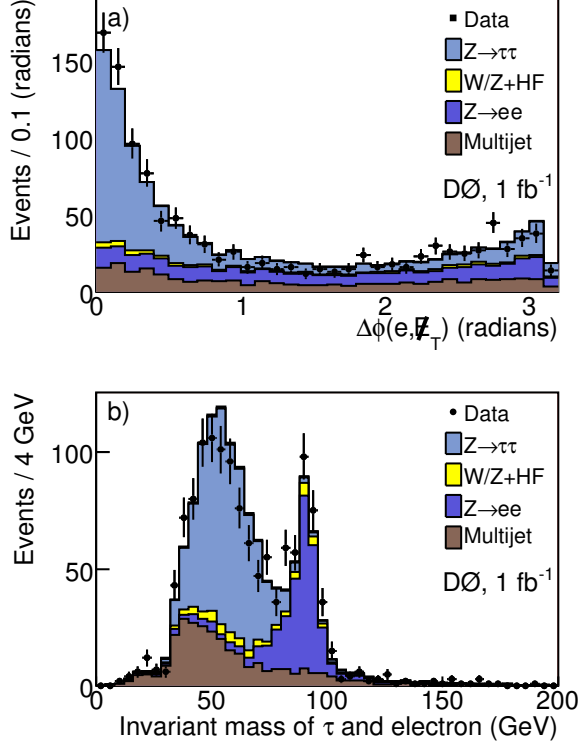 a)
Data
Z→ττ
W/Z+HF
Z→ee
Multijet
DØ, 1 fb⁻¹
Events / 0.1 (radians)
150
100
50
0
0 1 2 3
Δϕ(e,E̸_T) (radians)
b)
Data
Z→ττ
W/Z+HF
Z→ee
Multijet
DØ, 1 fb⁻¹
Events / 4 GeV
100
50
0
0 50 100 150 200
Invariant mass of τ and electron (GeV)